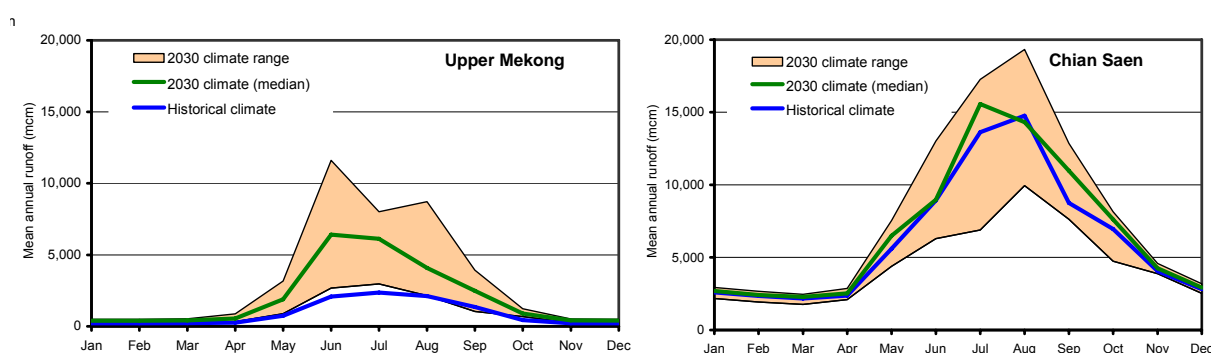 Upper Mekong
2030 climate range
2030 climate (median)
Historical climate
Mean annual runoff (mcm)
20,000
15,000
10,000
5,000
0
Jan Feb Mar Apr May Jun Jul Aug Sep Oct Nov Dec
Chian Saen
2030 climate range
2030 climate (median)
Historical climate
Mean annual runoff (mcm)
20,000
15,000
10,000
5,000
0
Jan Feb Mar Apr May Jun Jul Aug Sep Oct Nov Dec